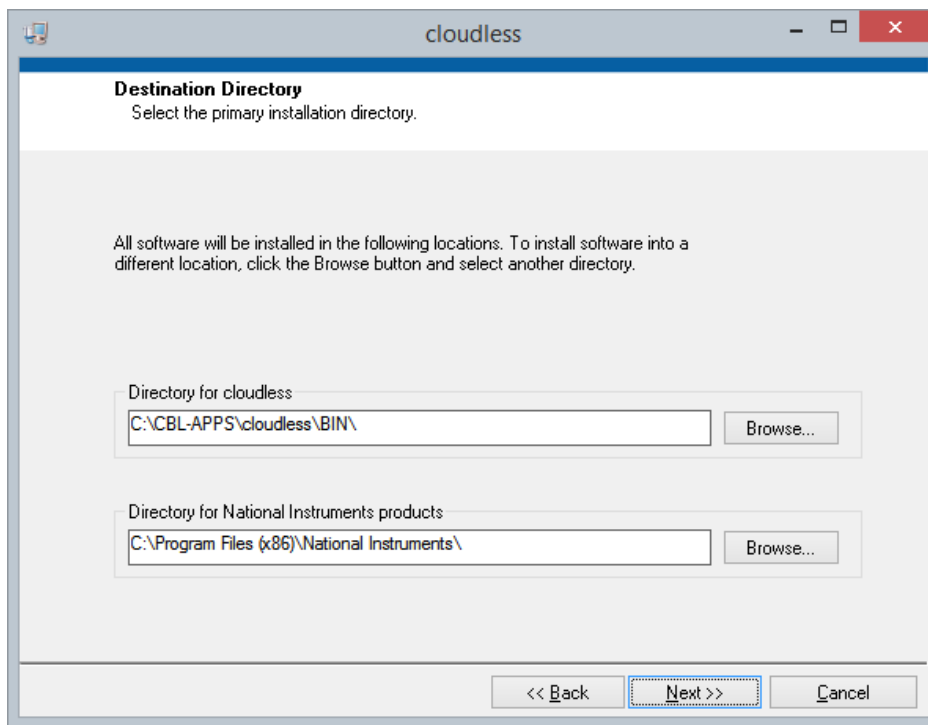 cloudless
Destination Directory
Select the primary installation directory.
All software will be installed in the following locations. To install software into a
different location, click the Browse button and select another directory.
Directory for cloudless
C:\CBL-APPS\cloudless\BIN\
Browse...
Directory for National Instruments products
C:\Program Files (x86)\National Instruments\
Browse...
<< Back
Next >>
Cancel